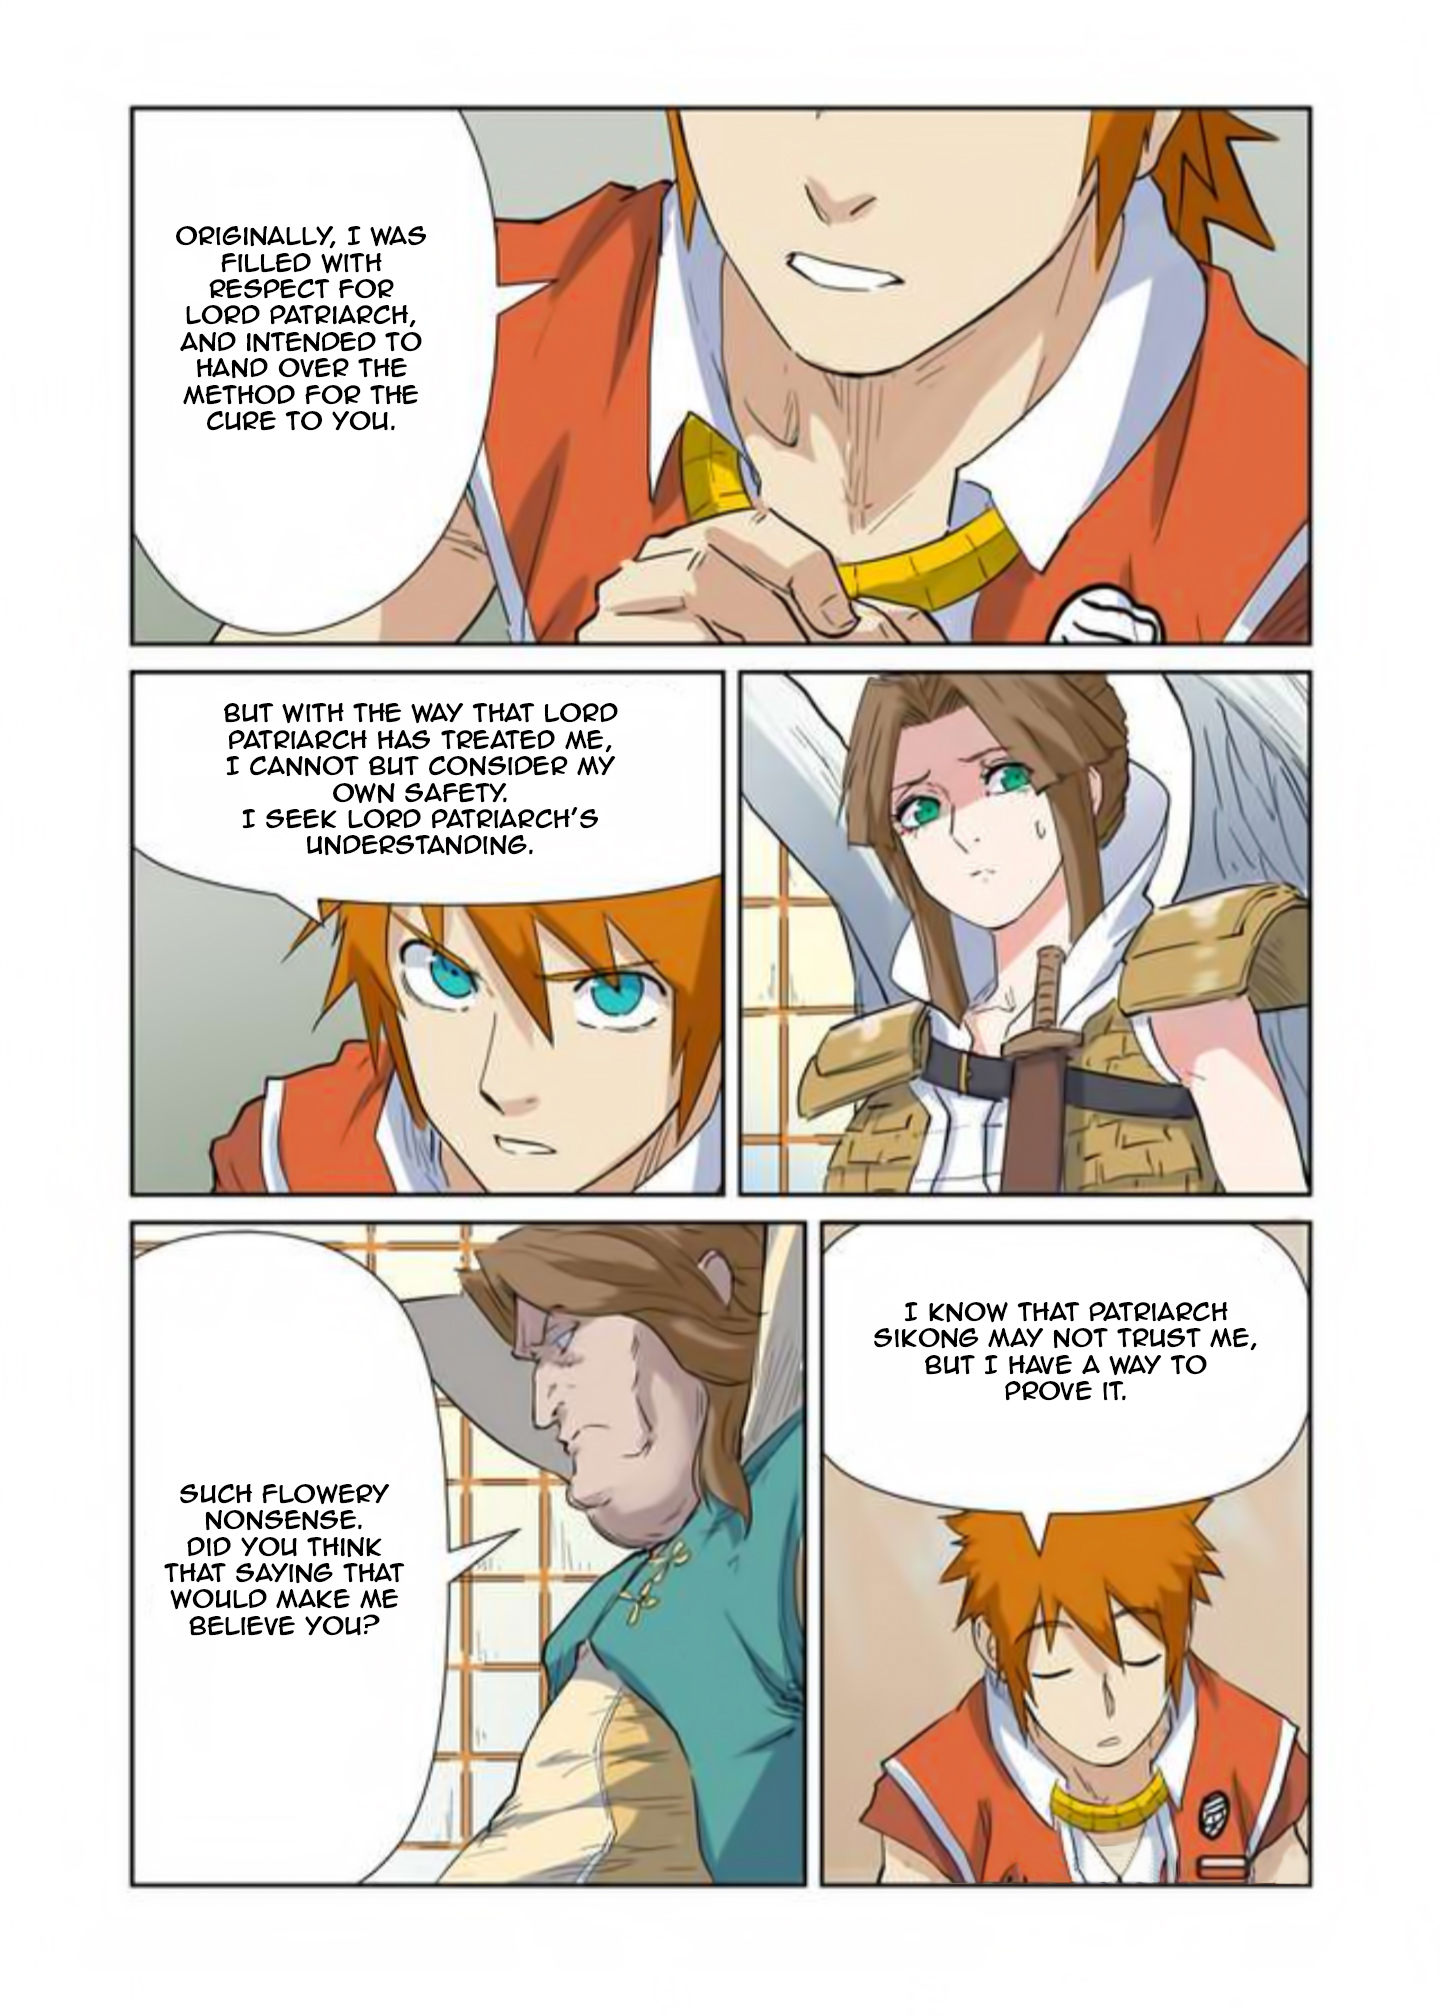 ORIGINALLY, I WAS
FILLED WITH
RESPECT FOR
LORD PATRIARCH,
AND INTENDED TO
HAND OVER THE
METHOD FOR THE
CURE TO YOU.
BUT WITH THE WAY THAT LORD
PATRIARCH HAS TREATED ME,
I CANNOT BUT CONSIDER MY
OWN SAFETY.
I SEEK LORD PATRIARCH'S
UNDERSTANDING.
SUCH FLOWERY
NONSENSE.
DID YOU THINK
THAT SAYING THAT
WOULD MAKE ME
BELIEVE YOU?
I KNOW THAT PATRIARCH
SIKONG MAY NOT TRUST ME,
BUT I HAVE A WAY TO
PROVE IT.